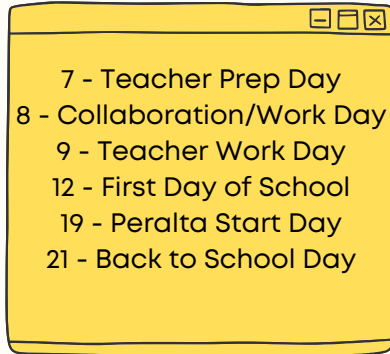 7 - Teacher Prep Day
8 - Collaboration/Work Day
9 - Teacher Work Day
12 - First Day of School
19 - Peralta Start Day
21 - Back to School Day